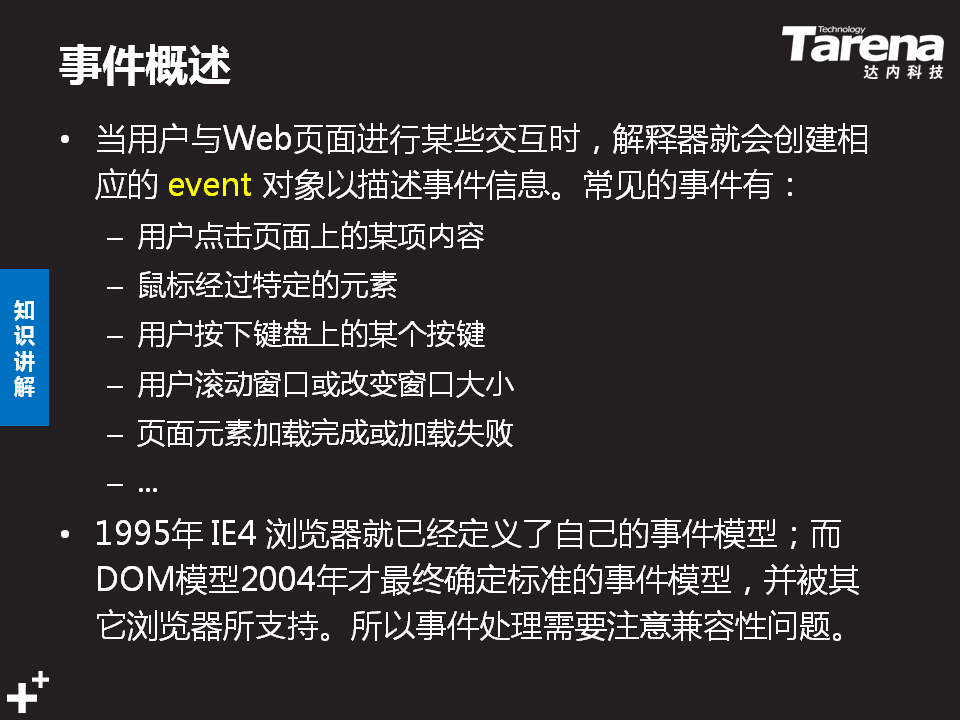 事件概述
Technology
Tarena
达内科技
• 当用户与Web页面进行某些交互时，解释器就会创建相
应的 event 对象以描述事件信息。常见的事件有：
– 用户点击页面上的某项内容
– 鼠标经过特定的元素
– 用户按下键盘上的某个按键
– 用户滚动窗口或改变窗口大小
– 页面元素加载完成或加载失败
– ...
知识讲解
• 1995年 IE4 浏览器就已经定义了自己的事件模型；而
DOM模型2004年才最终确定标准的事件模型，并被其
它浏览器所支持。所以事件处理需要注意兼容性问题。